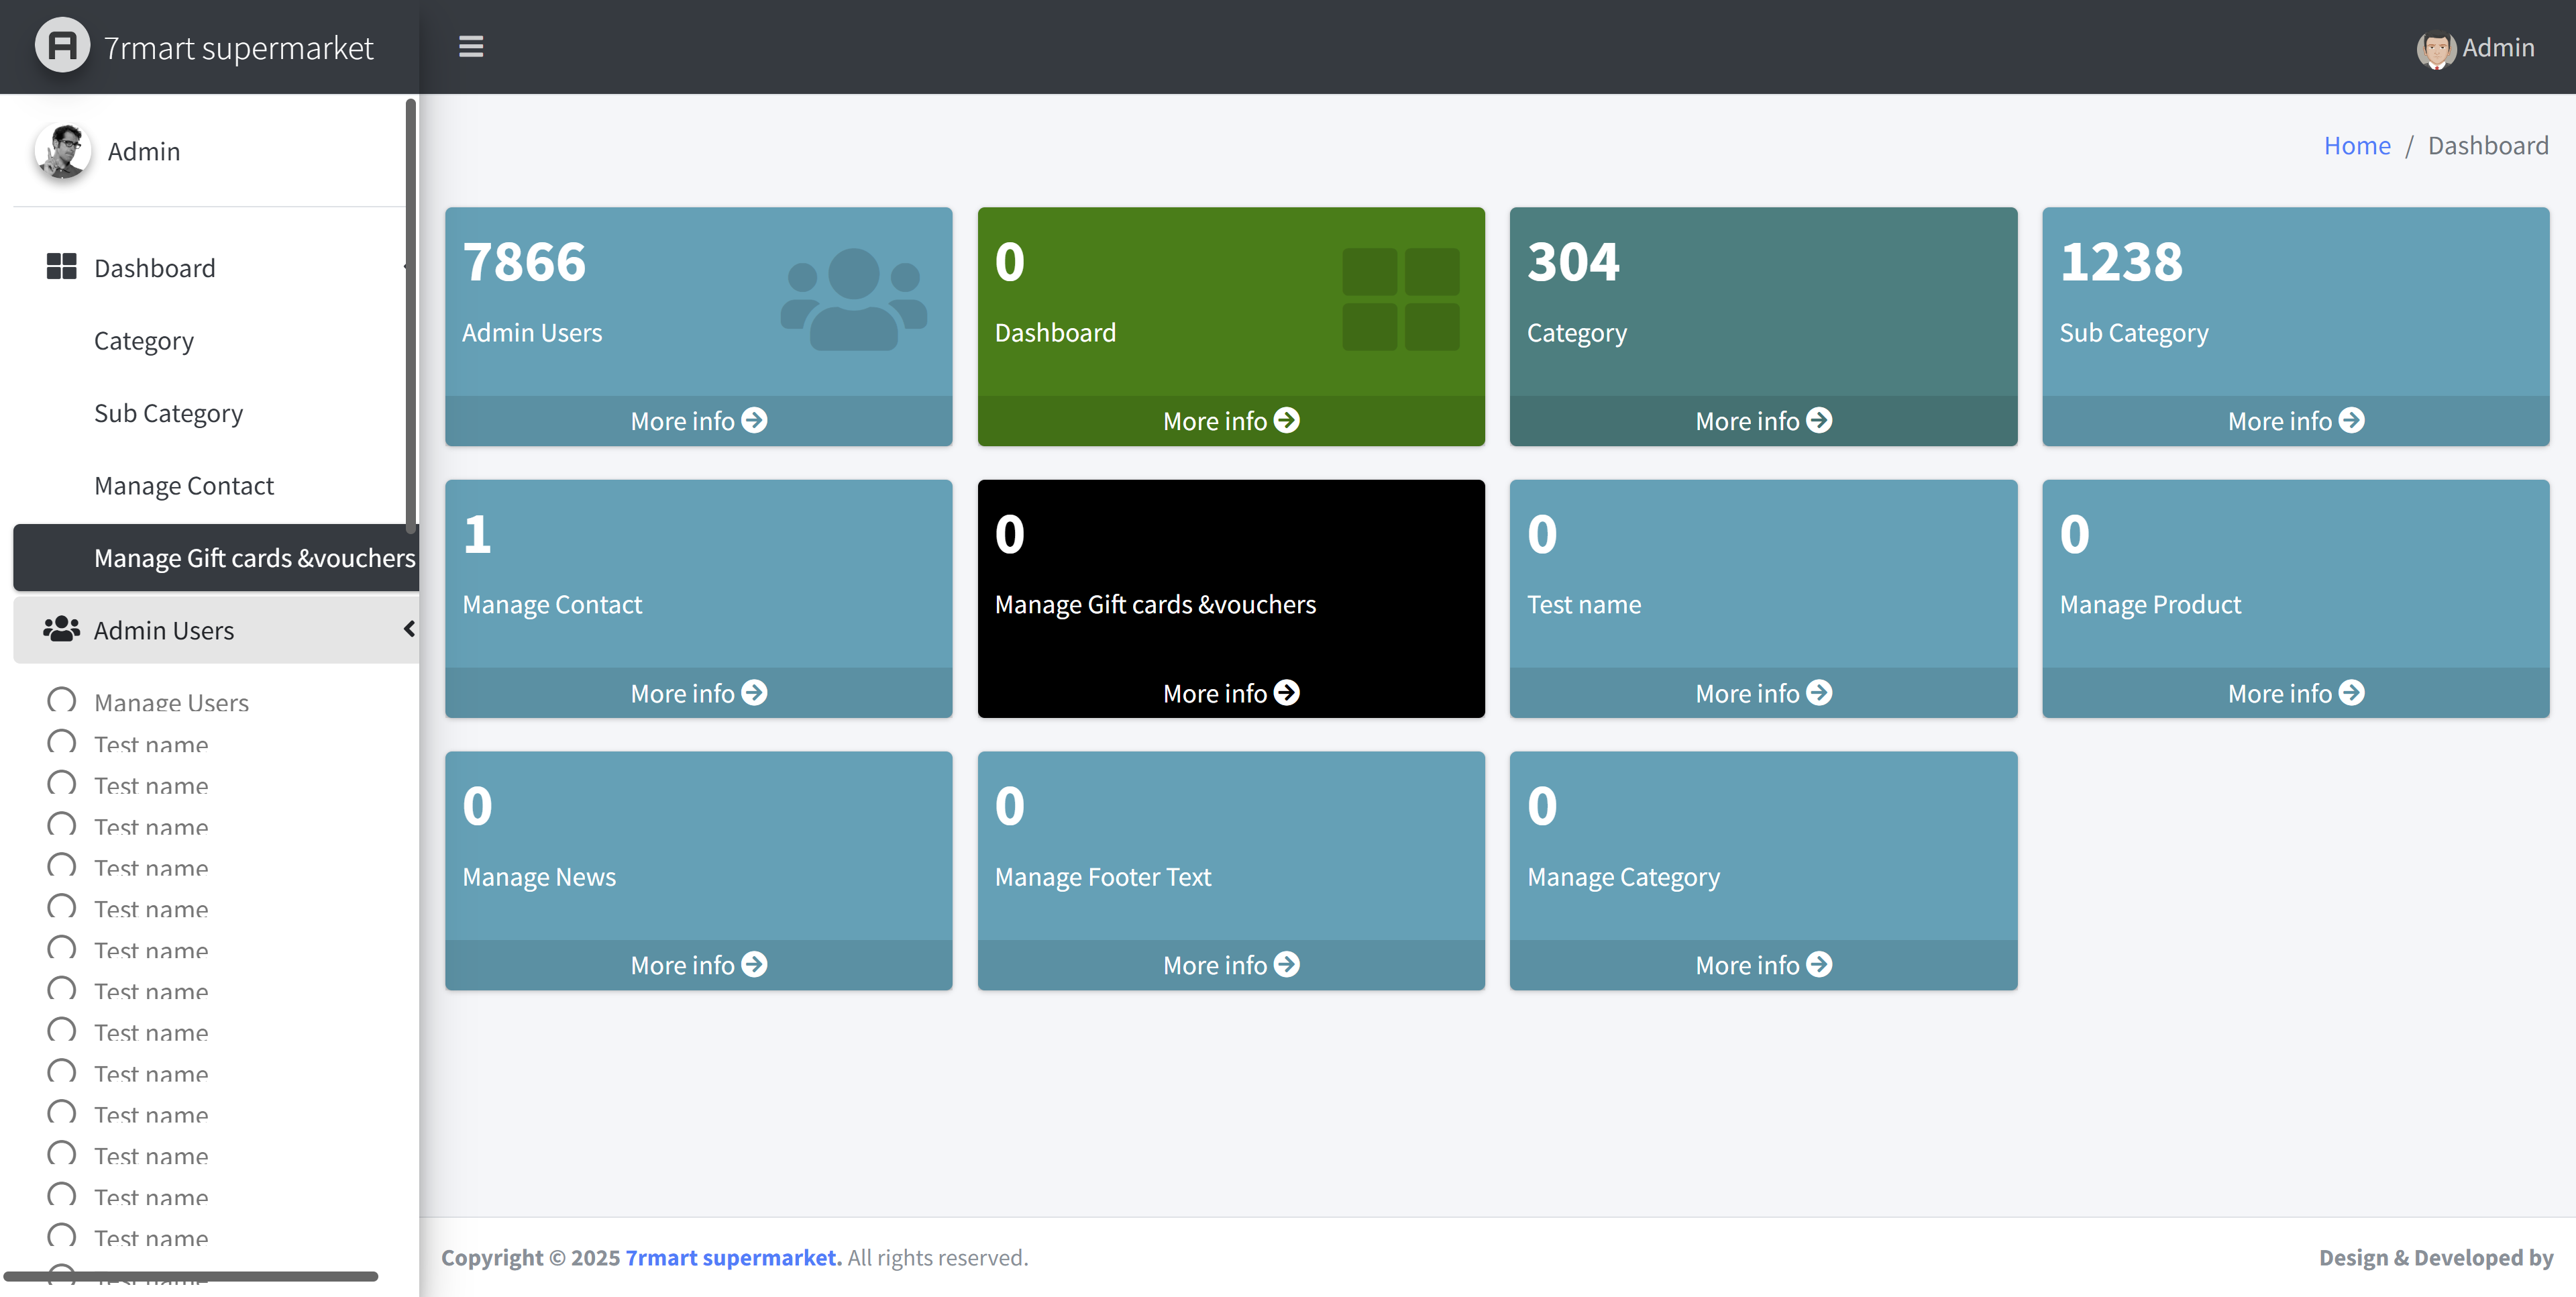 7rmart supermarket
Admin
Admin
Home / Dashboard
Dashboard
Category
Sub Category
Manage Contact
Manage Gift cards &vouchers
Admin Users
Manage Users
Test name
Test name
Test name
Test name
Test name
Test name
Test name
Test name
Test name
Test name
Test name
Test name
Test name
Test name
7866
Admin Users
More info
0
Dashboard
More info
304
Category
More info
1238
Sub Category
More info
1
Manage Contact
More info
0
Manage Gift cards &vouchers
More info
0
Test name
More info
0
Manage Product
More info
0
Manage News
More info
0
Manage Footer Text
More info
0
Manage Category
More info
Copyright © 2025 7rmart supermarket. All rights reserved.
Design & Developed by